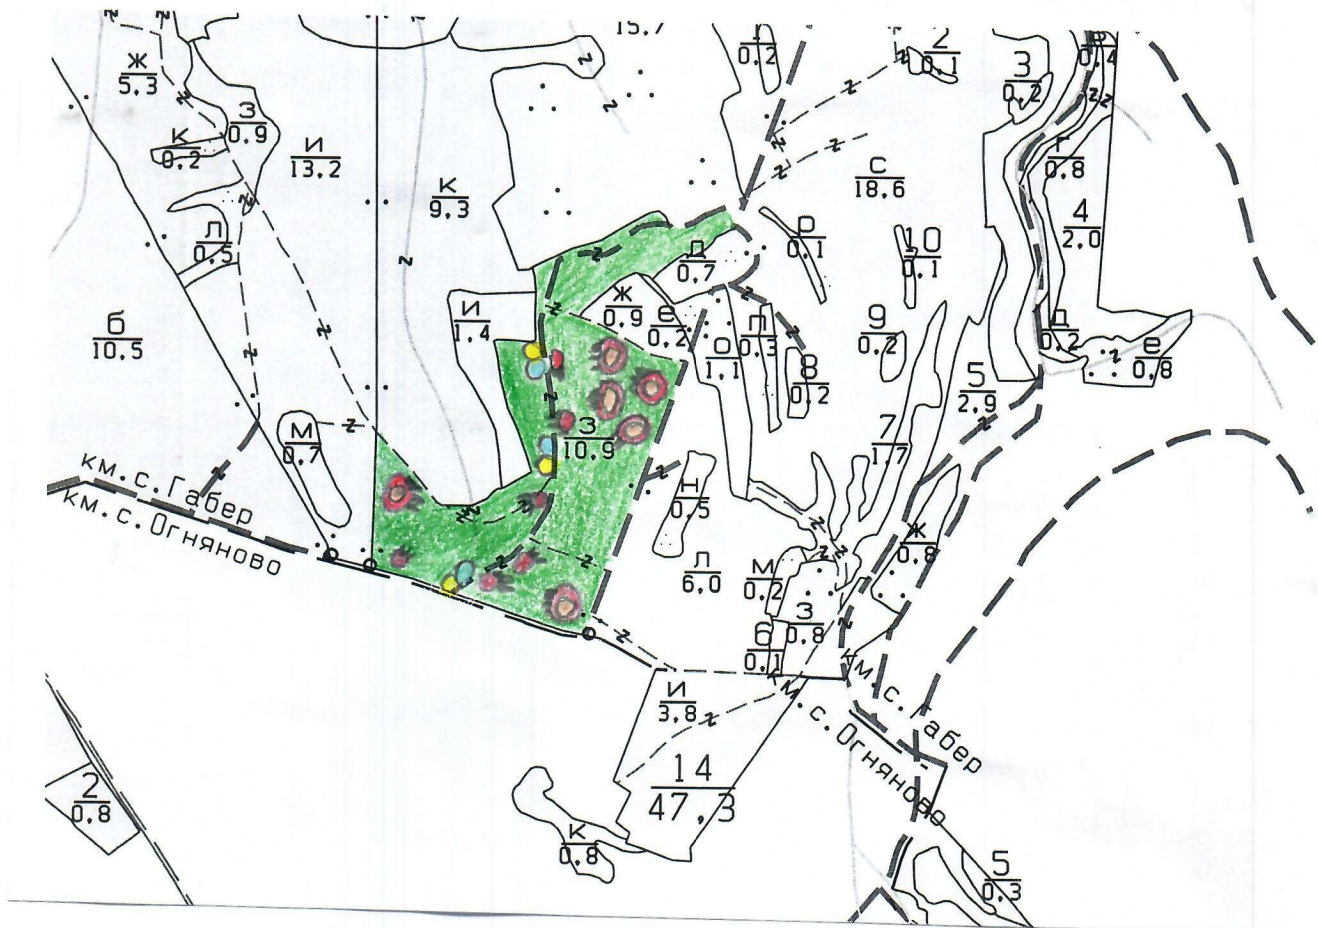 15,7
0,2
2
0,1
3
0,2
0,4
ж
5,3
з
0,9
к
0,2
и
13,2
к
9,3
с
18,6
г
0,8
4
2,0
л
0,5
д
0,7
р
0,1
10
0,1
б
10,5
и
1,4
ж
0,9
е
0,2
о
1,1
п
0,3
8
0,2
9
0,2
д
0,2
е
0,8
5
2,9
м
0,7
з
10,9
7
1,7
н
0,5
км. с. Габер
км. с. Огняново
л
6,0
м
0,2
з
0,8
ж
0,8
б
0,1
и
3,8
км. с. Габер
км. с. Огняново
14
47,3
2
0,8
к
0,8
5
0,3